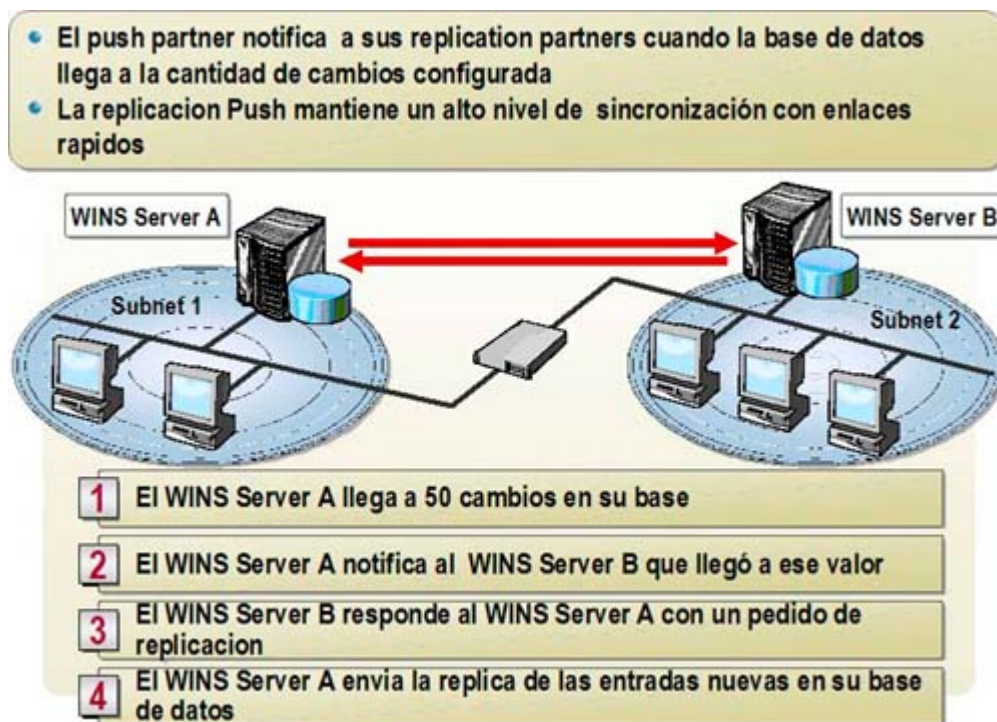 El push partner notifica a sus replication partners cuando la base de datos
llega a la cantidad de cambios configurada
La replicacion Push mantiene un alto nivel de sincronización con enlaces
rapidos
WINS Server A
WINS Server B
Subnet 1
Subnet 2
1 El WINS Server A llega a 50 cambios en su base
2 El WINS Server A notifica al WINS Server B que llegó a ese valor
3 El WINS Server B responde al WINS Server A con un pedido de
replicacion
4 El WINS Server A envia la replica de las entradas nuevas en su base
de datos